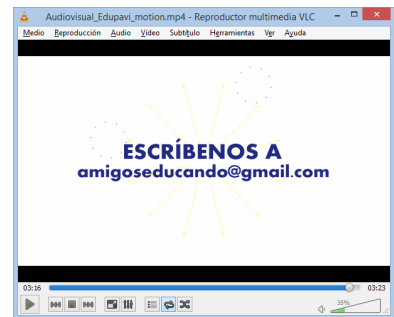 Audiovisual_Edupavi_motion.mp4 - Reproductor multimedia VLC
Medio Reproducción Audio Vídeo Subtítulo Herramientas Ver Ayuda
ESCRÍBENOS A
amigoseducando@gmail.com
03:16 03:23
35%